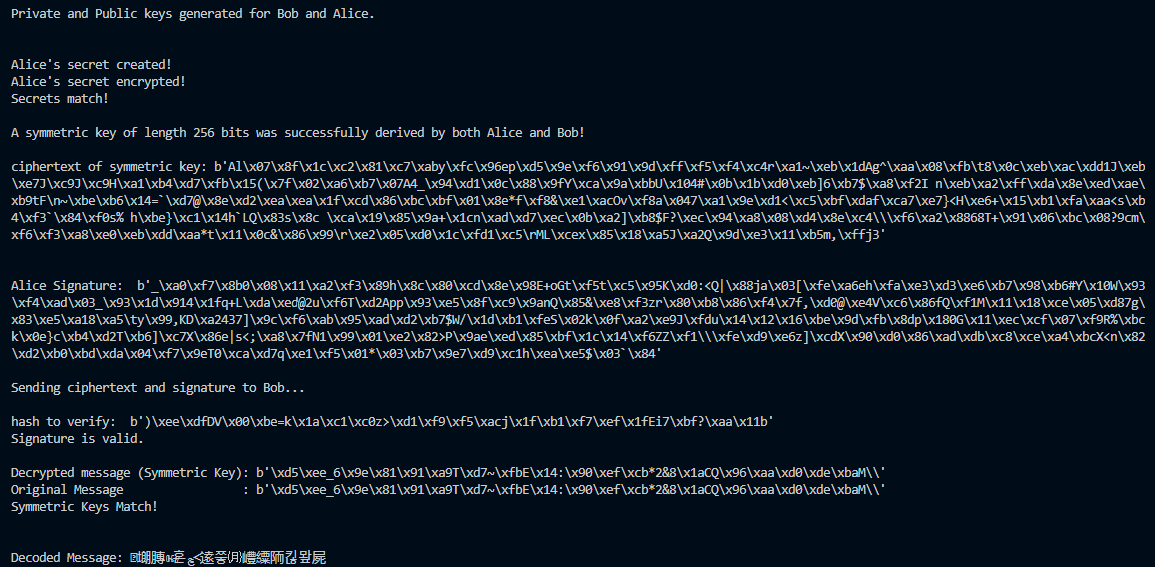 Private and Public keys generated for Bob and Alice.
Alice's secret created!
Alice's secret encrypted!
Secrets match!
A symmetric key of length 256 bits was successfully derived by both Alice and Bob!
ciphertext of symmetric key: b'Al\x07\x8f\x1c\xc2\x81\xc7\xaby\xfc\x96ep\xd5\x9e\xf6\x91\x9d\xff\xf5\xf4\xc4r\xa1~\xeb\x1dAg^\xaa\x08\xfb\t8\x0c\xeb\xac\xdd1J\xeb
\xe7J\xc9J\xc9H\xa1\xb4\xd7\xfb\x15(\x7f\x02\xa6\xb7\x07A4_\x94\xd1\x0c\x88\x9fY\xca\x9a\xbbU\x104#\x0b\x1b\xd0\xeb]6\xb7$\xa8\xf2I n\xeb\xa2\xff\xda\x8e\xed\xae\
\xb9tF\n~\xbe\xb6\x14=`\xd7@\x8e\xd2\xea\xea\x1f\xcd\x86\xbc\xbf\x01\x8e*f\xf8&\xe1\xacOv\xf8a\x047\xa1\x9e\xd1<\xc5\xbf\xdaf\xca7\xe7}<H\xe6+\x15\xb1\xfa\xaa<s\xb
4\xf3`\x84\xf0s% h\xbe}\xc1\x14h`LQ\x83s\x8c \xca\x19\x85\x9a+\x1cn\xad\xd7\xec\x0b\xa2]\xb8$F?\xec\x94\xa8\x08\xd4\x8e\xc4\\\xf6\xa2\x8868T+\x91\x06\xbc\x08?9cm\
\xf6\xf3\xa8\xe0\xeb\xdd\xaa*t\x11\x0c&\x86\x99\r\xe2\x05\xd0\x1c\xfd1\xc5\rML\xcex\x85\x18\xa5J\xa2Q\x9d\xe3\x11\xb5m,\xffj3'
Alice Signature:  b'_\xa0\xf7\x8b0\x08\x11\xa2\xf3\x89h\x8c\x80\xcd\x8e\x98E+oGt\xf5t\xc5\x95K\xd0:<Q|\x88ja\x03[\xfe\xa6eh\xfa\xe3\xd3\xe6\xb7\x98\xb6#Y\x10W\x93
\xf4\xad\x03_\x93\x1d\x914\x1fq+L\xda\xed@2u\xf6T\xd2App\x93\xe5\x8f\xc9\x9anQ\x85&\xe8\xf3zr\x80\xb8\x86\xf4\x7f,\xd0@\xe4V\xc6\x86fQ\xf1M\x11\x18\xce\x05\xd87g\
\x83\xe5\xa18\xa5\ty\x99,KD\xa2437]\x9c\xf6\xab\x95\xad\xd2\xb7$W/\x1d\xb1\xfeS\x02k\x0f\xa2\xe9J\xfdu\x14\x12\x16\xbe\x9d\xfb\x8dp\x180G\x11\xec\xcf\x07\xf9R%\xbc
k\x0e}c\xb4\xd2T\xb6]\xc7X\x86e|s<;\xa8\x7fN1\x99\x01\xe2\x82>P\x9ae\xed\x85\xbf\x1c\x14\xf6ZZ\xf1\\\xfe\xd9\xe6z]\xcdX\x90\xd0\x86\xad\xdb\xc8\xce\xa4\xbcX<n\x82
\xd2\xb0\xbd\xda\x04\xf7\x9eT0\xca\xd7q\xe1\xf5\x01*\x03\xb7\x9e7\xd9\xc1h\xea\xe5$\x03`\x84'
Sending ciphertext and signature to Bob...
hash to verify:  b')\xee\xdfDV\x00\xbe=k\x1a\xc1\xc0z>\xd1\xf9\xf5\xacj\x1f\xb1\xf7\xef\x1fEi7\xbf?\xaa\x11b'
Signature is valid.
Decrypted message (Symmetric Key): b'\xd5\xee_6\x9e\x81\x91\xa9T\xd7~\xfbE\x14:\x90\xef\xcb*2&8\x1aCQ\x96\xaa\xd0\xde\xbaM\\'
Original Message                 : b'\xd5\xee_6\x9e\x81\x91\xa9T\xd7~\xfbE\x14:\x90\xef\xcb*2&8\x1aCQ\x96\xaa\xd0\xde\xbaM\\'
Symmetric Keys Match!
Decoded Message: